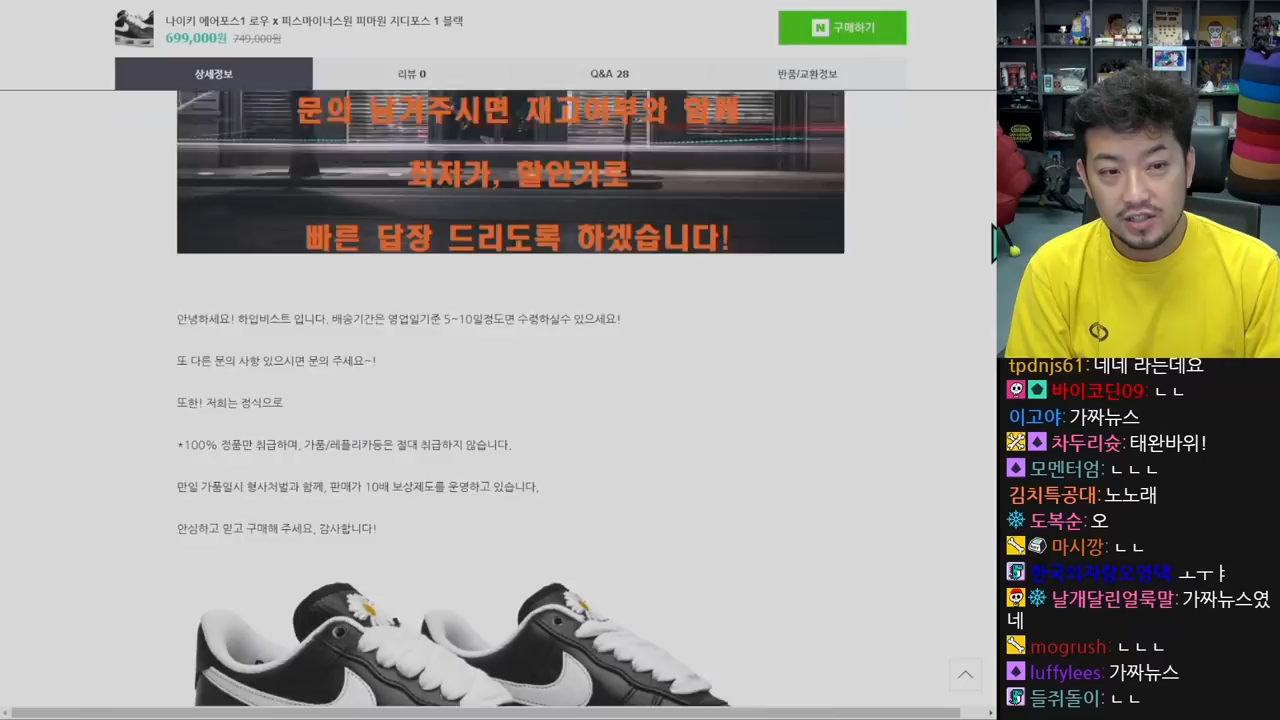 나이키 에어포스1 로우 x 피스마이너스원 피마원 지디포스 1 블랙
699,000원 749,000원
N 구매하기
상세정보 리뷰 0 Q&A 28 반품/교환정보
문의 남겨주시면 재고여부와 함께
최저가, 할인가로
빠른 답장 드리도록 하겠습니다!
안녕하세요! 하입비스트 입니다. 배송기간은 영업일기준 5~10일정도면 수령하실수 있으세요!
또 다른 문의 사항 있으시면 문의 주세요~!
또한! 저희는 정식으로
*100% 정품만 취급하며, 가품/레플리카등은 절대 취급하지 않습니다.
만일 가품일시 형사처벌과 함께, 판매가 10배 보상제도를 운영하고 있습니다.
안심하고 믿고 구매해 주세요, 감사합니다!
tpdnjs61: 네네 라는데요
바이코딘09: ㄴㄴ
이고야: 가짜뉴스
차두리슛: 태완바위!
모멘터엄: ㄴㄴㄴ
김치특공대: 노노래
도복순: 오
마시깡: ㄴㄴ
한국의자랑오영택: ㅗㅜㅑ
날개달린얼룩말: 가짜뉴스였
네
mogrush: ㄴㄴㄴ
luffylees: 가짜뉴스
들쥐돌이: ㄴㄴ